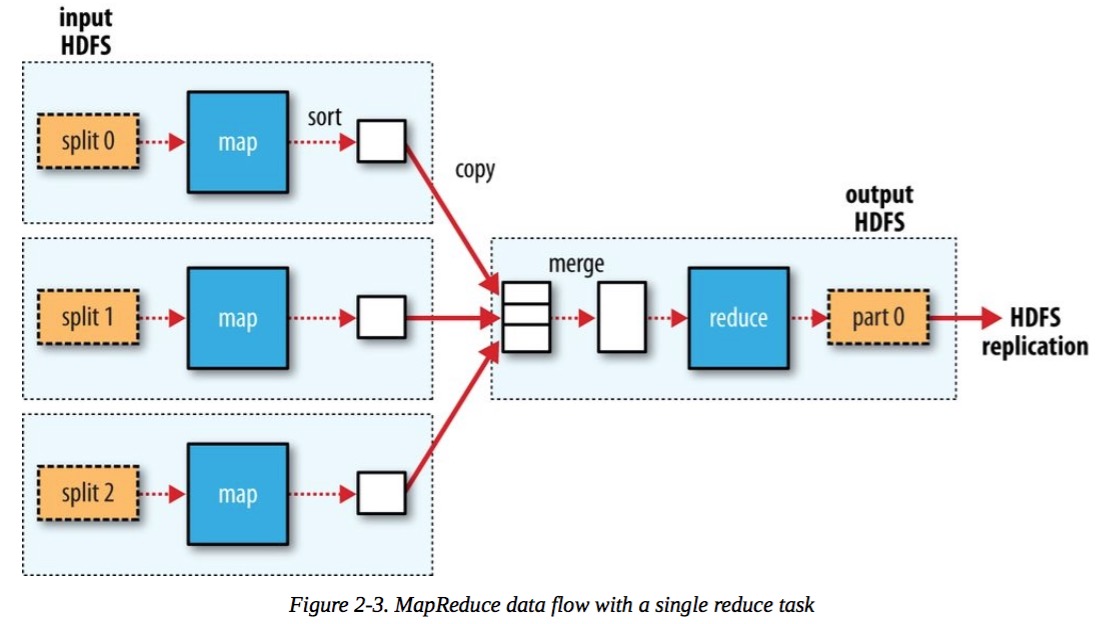 input
HDFS
split 0
map
sort
copy
split 1
map
split 2
map
merge
reduce
output
HDFS
part 0
HDFS
replication
Figure 2-3. MapReduce data flow with a single reduce task